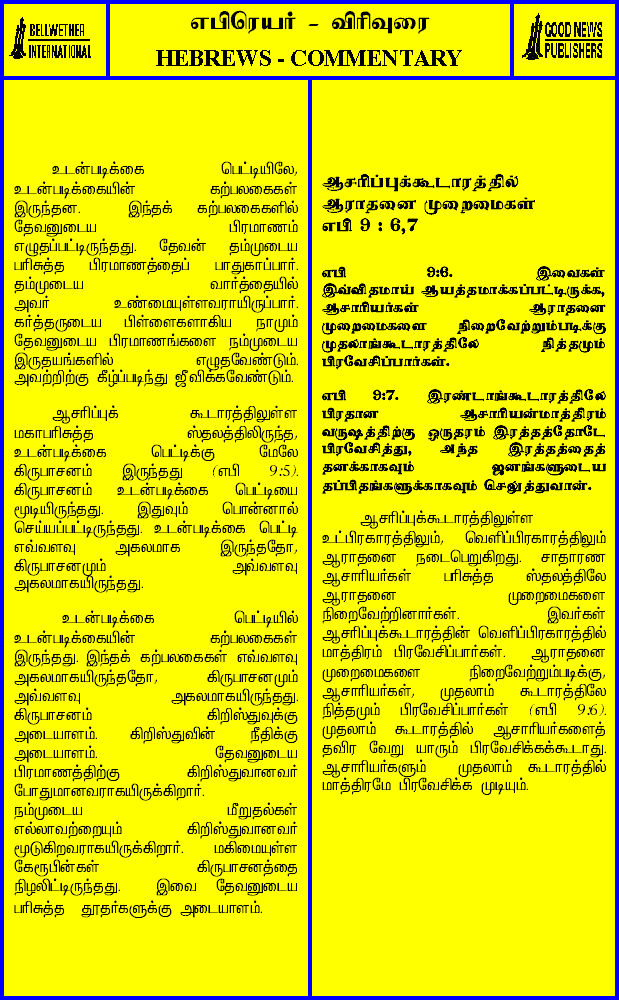 BELLWETHER
INTERNATIONAL
எபிரெயர் - விரிவுரை
HEBREWS - COMMENTARY
GOOD NEWS
PUBLISHERS
உடன்படிக்கை பெட்டியிலே,
உடன்படிக்கையின் கற்பலகைகள்
இருந்தன. இந்தக் கற்பலகைகளில்
தேவனுடைய பிரமாணம்
எழுதப்பட்டிருந்தது. தேவன் தம்முடைய
பரிசுத்த பிரமாணத்தைப் பாதுகாப்பார்.
தம்முடைய வார்த்தையில்
அவர் உண்மையுள்ளவராயிருப்பார்.
கர்த்தருடைய பிள்ளைகளாகிய நாமும்
தேவனுடைய பிரமாணங்களை நம்முடைய
இருதயங்களில் எழுதவேண்டும்.
அவற்றிற்கு கீழ்ப்படிந்து ஜீவிக்கவேண்டும்.
ஆசரிப்புக் கூடாரத்திலுள்ள
மகாபரிசுத்த ஸ்தலத்திலிருந்த,
உடன்படிக்கை பெட்டிக்கு மேலே
கிருபாசனம் இருந்தது (எபி 9:5).
கிருபாசனம் உடன்படிக்கை பெட்டியை
மூடியிருந்தது. இதுவும் பொன்னால்
செய்யப்பட்டிருந்தது. உடன்படிக்கை பெட்டி
எவ்வளவு அகலமாக இருந்ததோ,
கிருபாசனமும் அவ்வளவு
அகலமாகயிருந்தது.
உடன்படிக்கை பெட்டியில்
உடன்படிக்கையின் கற்பலகைகள்
இருந்தது. இந்தக் கற்பலகைகள் எவ்வளவு
அகலமாகயிருந்ததோ, கிருபாசனமும்
அவ்வளவு அகலமாகயிருந்தது.
கிருபாசனம் கிறிஸ்துவுக்கு
அடையாளம். கிறிஸ்துவின் நீதிக்கு
அடையாளம். தேவனுடைய
பிரமாணத்திற்கு கிறிஸ்துவானவர்
போதுமானவராகயிருக்கிறார்.
நம்முடைய மீறுதல்கள்
எல்லாவற்றையும் கிறிஸ்துவானவர்
மூடுகிறவராகயிருக்கிறார். மகிமையுள்ள
கேரூபின்கள் கிருபாசனத்தை
நிழலிட்டிருந்தது. இவை தேவனுடைய
பரிசுத்த தூதர்களுக்கு அடையாளம்.
ஆசரிப்புக்கூடாரத்தில்
ஆராதனை முறைமைகள்
எபி 9 : 6,7
எபி 9:6. இவைகள்
இவ்விதமாய் ஆயத்தமாக்கப்பட்டிருக்க,
ஆசாரியர்கள் ஆராதனை
முறைமைகளை நிறைவேற்றும்படிக்கு
முதலாங்கூடாரத்திலே நித்தமும்
பிரவேசிப்பார்கள்.
எபி 9:7. இரண்டாங்கூடாரத்திலே
பிரதான ஆசாரியன்மாத்திரம்
வருஷத்திற்கு ஒருதரம் இரத்தத்தோடே
பிரவேசித்து, அந்த இரத்தத்தைத்
தனக்காகவும் ஜனங்களுடைய
தப்பிதங்களுக்காகவும் செலுத்துவான்.
ஆசரிப்புக்கூடாரத்திலுள்ள
உட்பிரகாரத்திலும், வெளிப்பிரகாரத்திலும்
ஆராதனை நடைபெறுகிறது. சாதாரண
ஆசாரியர்கள் பரிசுத்த ஸ்தலத்திலே
ஆராதனை முறைமைகளை
நிறைவேற்றினார்கள். இவர்கள்
ஆசரிப்புக்கூடாரத்தின் வெளிப்பிரகாரத்தில்
மாத்திரம் பிரவேசிப்பார்கள். ஆராதனை
முறைமைகளை நிறைவேற்றும்படிக்கு,
ஆசாரியர்கள், முதலாம் கூடாரத்திலே
நித்தமும் பிரவேசிப்பார்கள் (எபி 9:6).
முதலாம் கூடாரத்தில் ஆசாரியர்களைத்
தவிர வேறு யாரும் பிரவேசிக்கக்கூடாது.
ஆசாரியர்களும் முதலாம் கூடாரத்தில்
மாத்திரமே பிரவேசிக்க முடியும்.